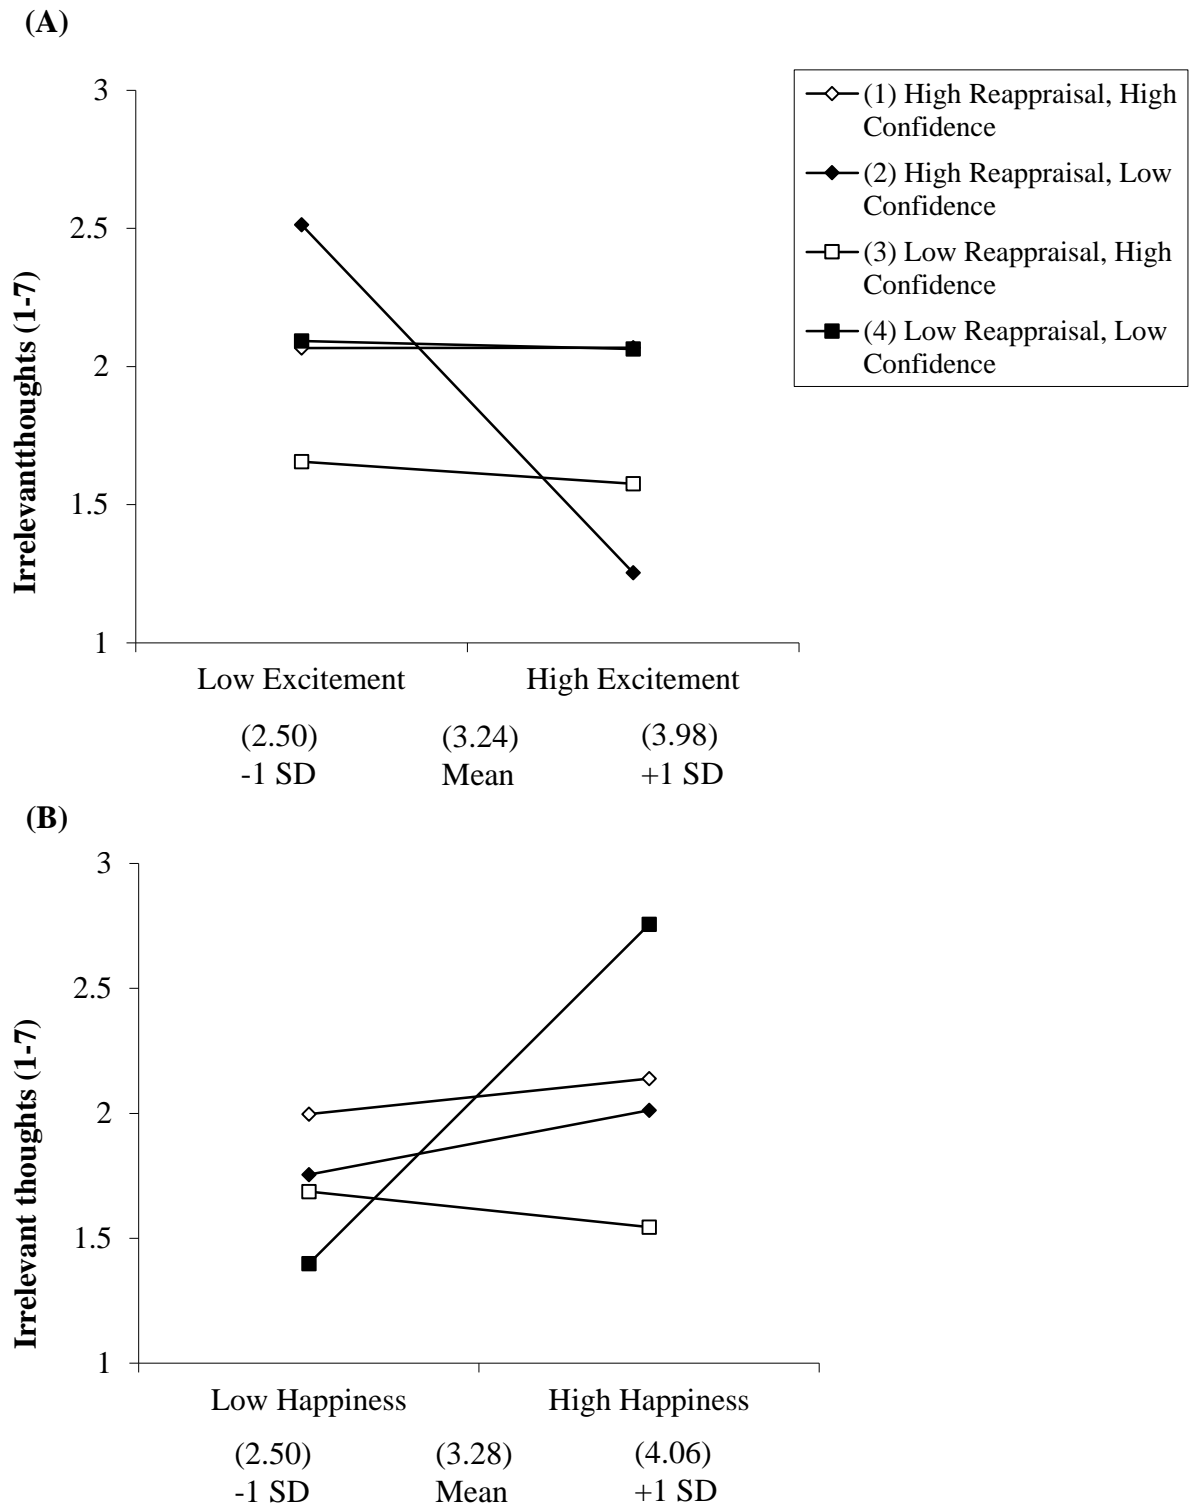 (A)
3
2.5
2
1.5
1
Irrelevantthoughts (1-7)
Low Excitement High Excitement
(2.50) (3.24) (3.98)
-1 SD Mean +1 SD
(1) High Reappraisal, High
Confidence
(2) High Reappraisal, Low
Confidence
(3) Low Reappraisal, High
Confidence
(4) Low Reappraisal, Low
Confidence
(B)
3
2.5
2
1.5
1
Irrelevant thoughts (1-7)
Low Happiness High Happiness
(2.50) (3.28) (4.06)
-1 SD Mean +1 SD